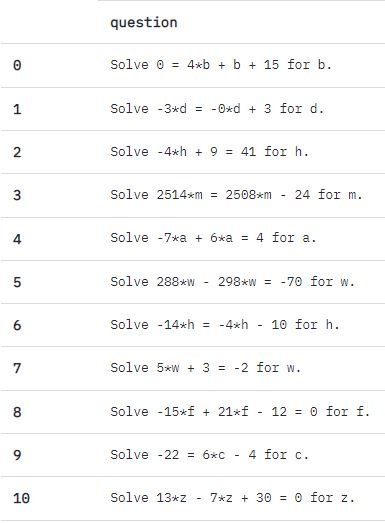 question
0 Solve 0 = 4*b + b + 15 for b.
1 Solve -3*d = -0*d + 3 for d.
2 Solve -4*h + 9 = 41 for h.
3 Solve 2514*m = 2508*m - 24 for m.
4 Solve -7*a + 6*a = 4 for a.
5 Solve 288*w - 298*w = -70 for w.
6 Solve -14*h = -4*h - 10 for h.
7 Solve 5*w + 3 = -2 for w.
8 Solve -15*f + 21*f - 12 = 0 for f.
9 Solve -22 = 6*c - 4 for c.
10 Solve 13*z - 7*z + 30 = 0 for z.